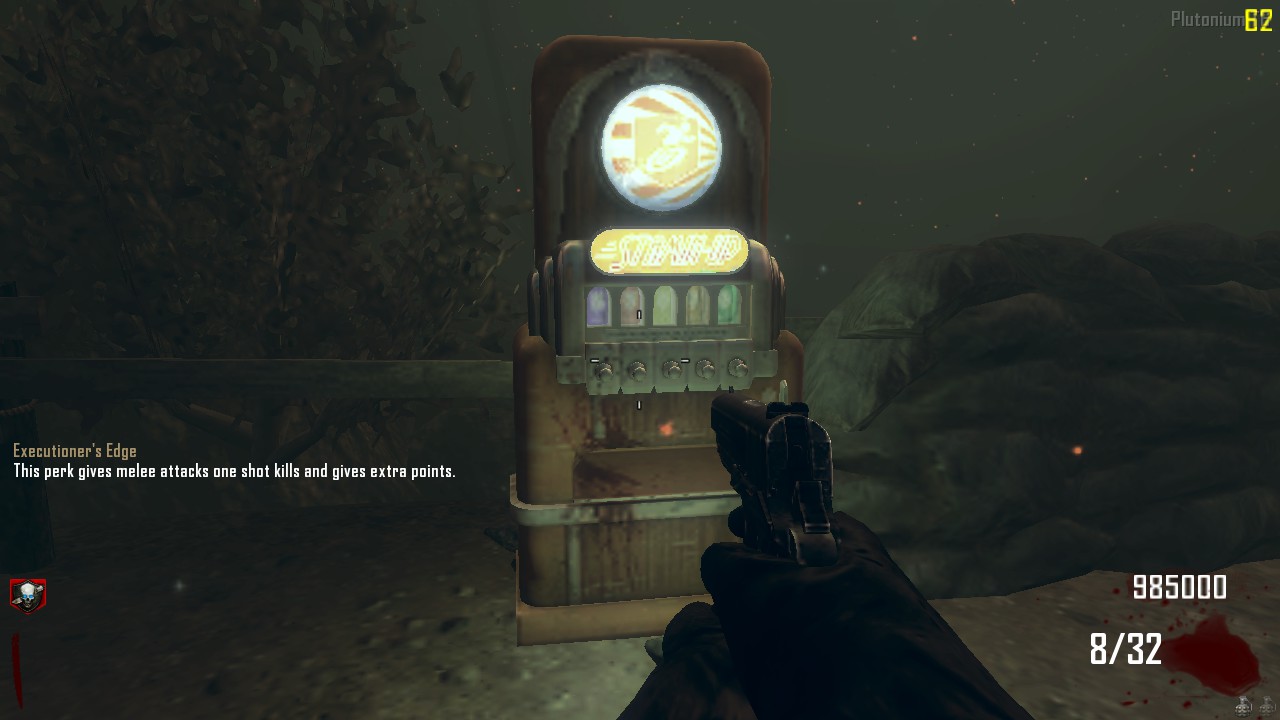 Plutonium
62
Executioner's Edge
This perk gives melee attacks one shot kills and gives extra points.
985000
8/32